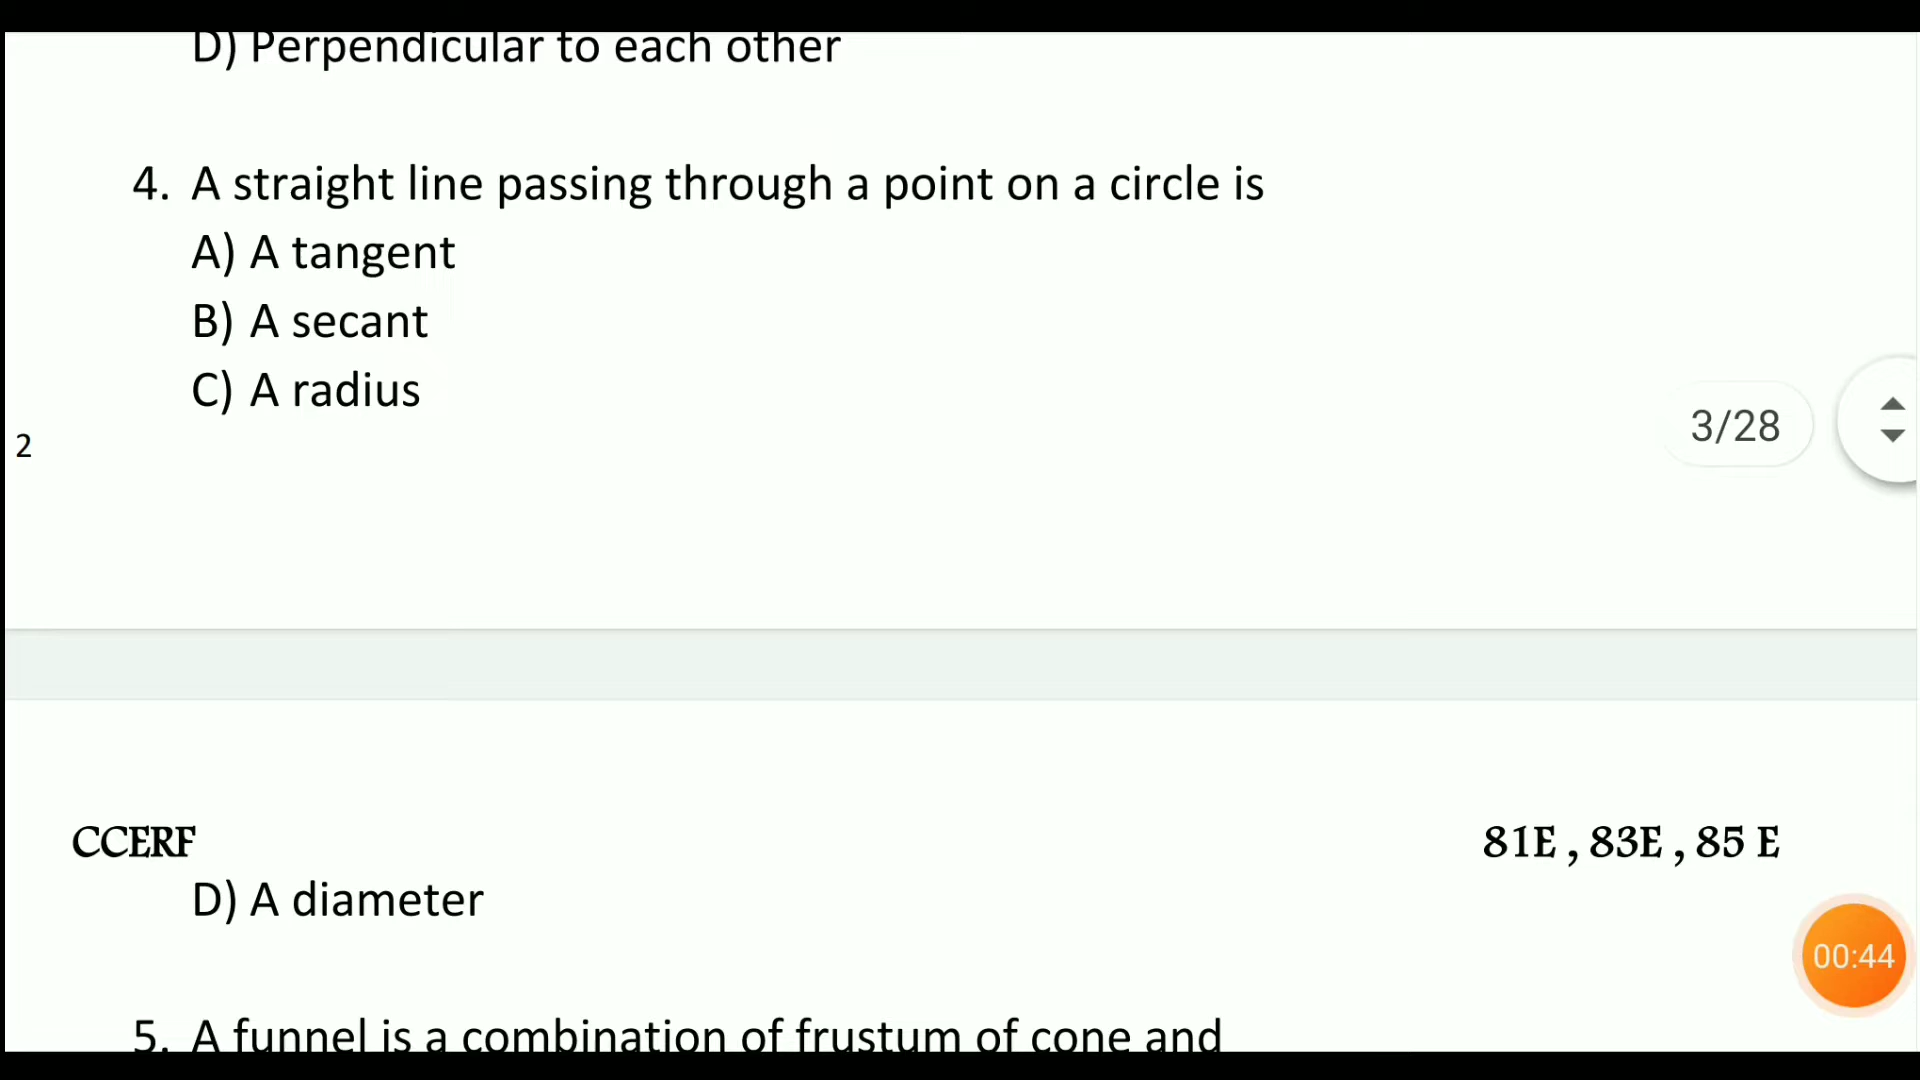 D) Perpendicular to each other
4. A straight line passing through a point on a circle is
A) A tangent
B) A secant
C) A radius
3/28
2
CCERF
81E , 83E , 85 E
D) A diameter
00:44
5. A funnel is a combination of frustum of cone and